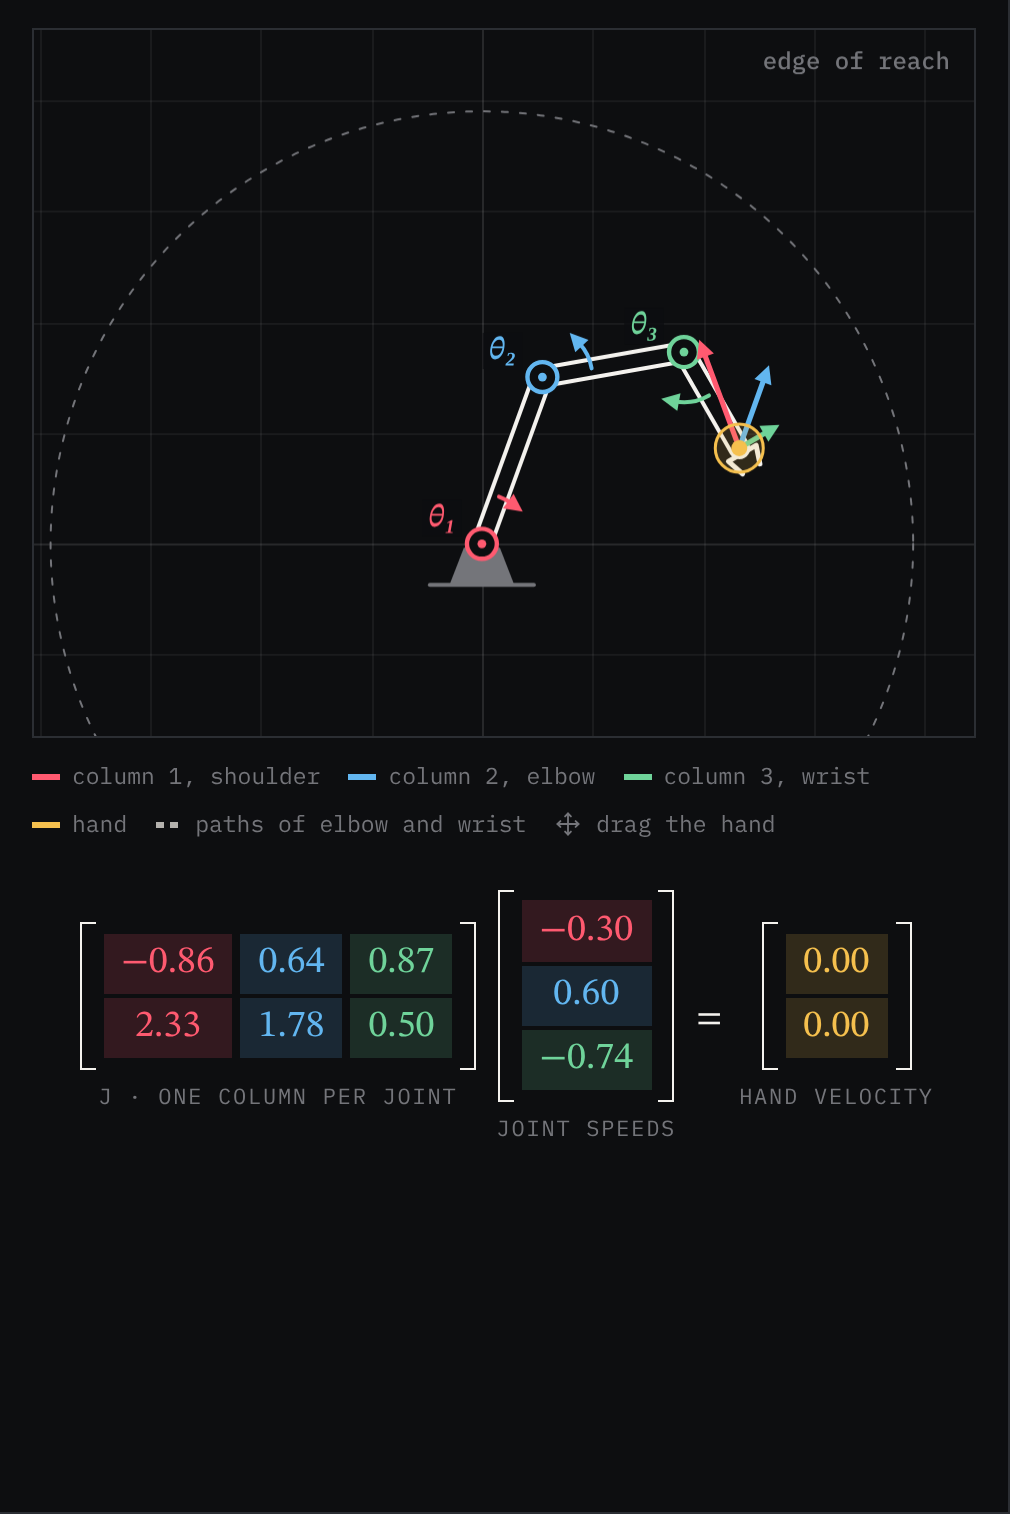 edge of reach
θ3
θ2
θ1
column 1, shoulder column 2, elbow column 3, wrist
hand paths of elbow and wrist drag the hand
−0.30
−0.86 0.64 0.87 0.00
0.60
2.33 1.78 0.50 = 0.00
−0.74
J · ONE COLUMN PER JOINT HAND VELOCITY
JOINT SPEEDS